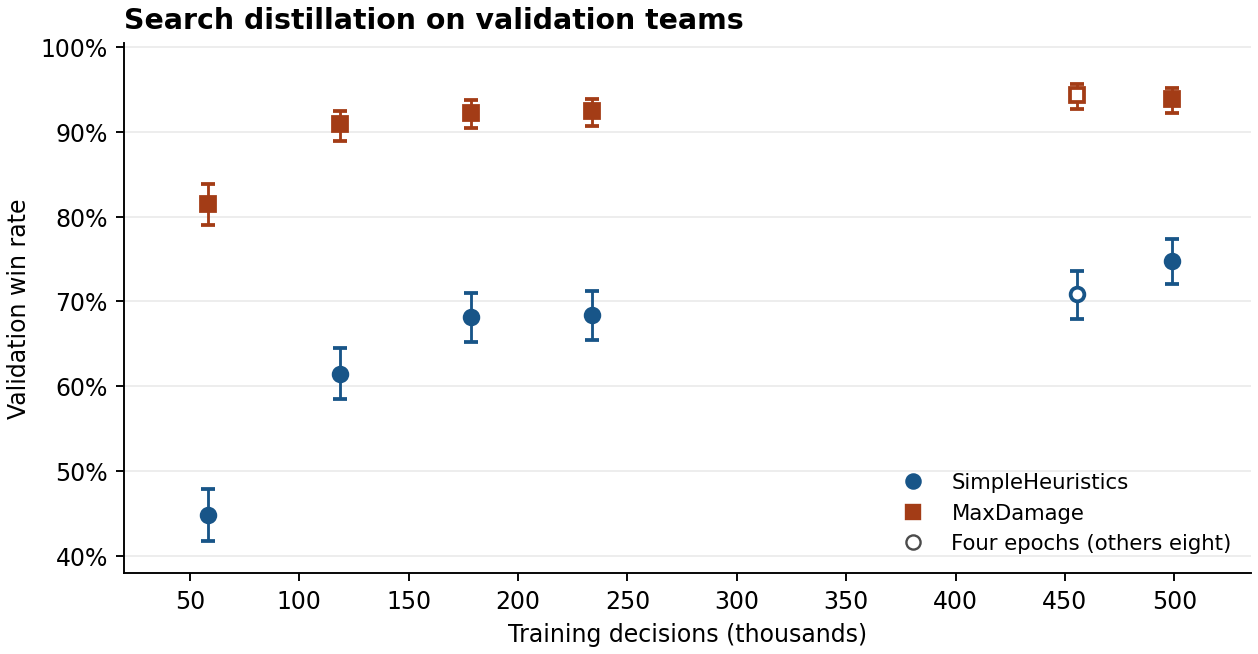 Search distillation on validation teams
100%
90%
80%
70%
60%
50%
40%
Validation win rate
SimpleHeuristics
MaxDamage
Four epochs (others eight)
50 100 150 200 250 300 350 400 450 500
Training decisions (thousands)